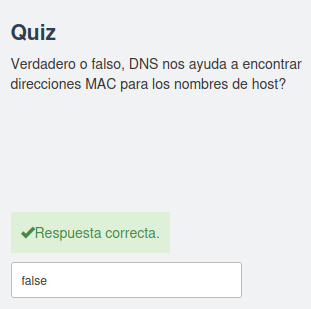 Quiz
Verdadero o falso, DNS nos ayuda a encontrar
direcciones MAC para los nombres de host?
Respuesta correcta.
false